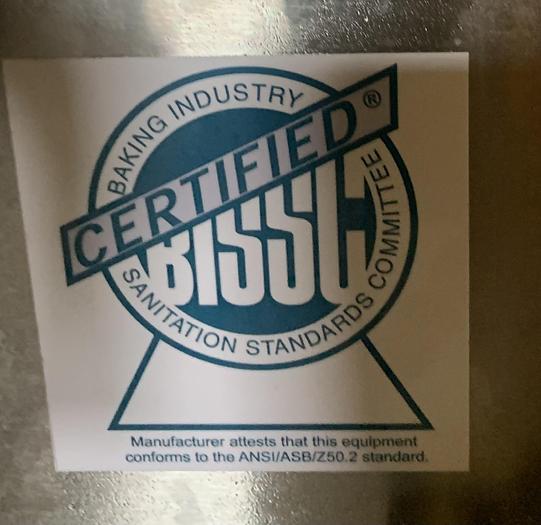 BAKING INDUSTRY
CERTIFIED®
BISSC
SANITATION STANDARDS COMMITTEE
Manufacturer attests that this equipment
conforms to the ANSI/ASB/Z50.2 standard.